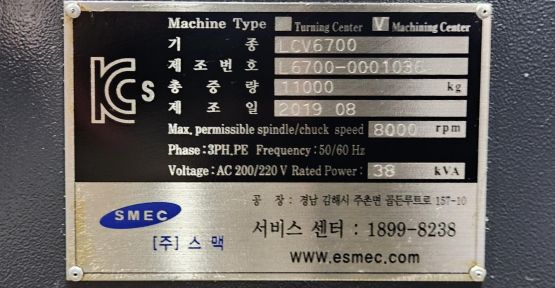 Machine Type Turning Center V Machining Center
기 종 LCV6700
제 조 번 호 L6700-0001036
총 중 량 11000 kg
제 조 일 2019 08
Max. permissible spindle/chuck speed 8000 rpm
Phase : 3PH.PE Frequency : 50/60 Hz
Voltage : AC 200/220 V Rated Power : 38 kVA
KCs
공 장 : 경남 김해시 주촌면 골든루트로 157-10
SMEC
서비스 센터 : 1899-8238
[주] 스 맥
www.esmec.com